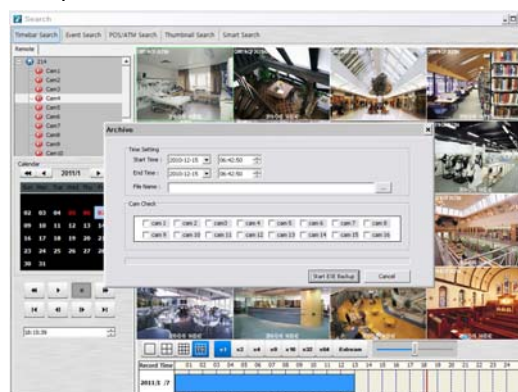 Search
Timebar Search Event Search POS/ATM Search Thumbnail Search Smart Search
Remote
214
Cam1
Cam2
Cam3
Cam4
Cam5
Cam6
Cam7
Cam8
Cam9
Cam10
Archive
Time Setting
Start Time : 2010-12-15 06:42:50
End Time : 2010-12-15 06:42:50
File Name : ...
Cam Check
cam 1 cam 2 cam3 cam 4 cam 5 cam 6 cam 7 cam 8
cam 9 cam 10 cam 11 cam 12 cam 13 cam 14 cam 15 cam 16
Start EXE Backup Cancel
Calendar
2011/1
02 03 04
09 10 11 12 13 14 15
16 17 18 19 20 21
23 24 25 26 27 28
30 31
x1 x2 x4 x8 x16 x32 x64
Record Time 01 02 03 04 05 06 07 08 09 10 11 12 13 14 15 16 17 18 19 20 21 22 23 24
2011/1 /7